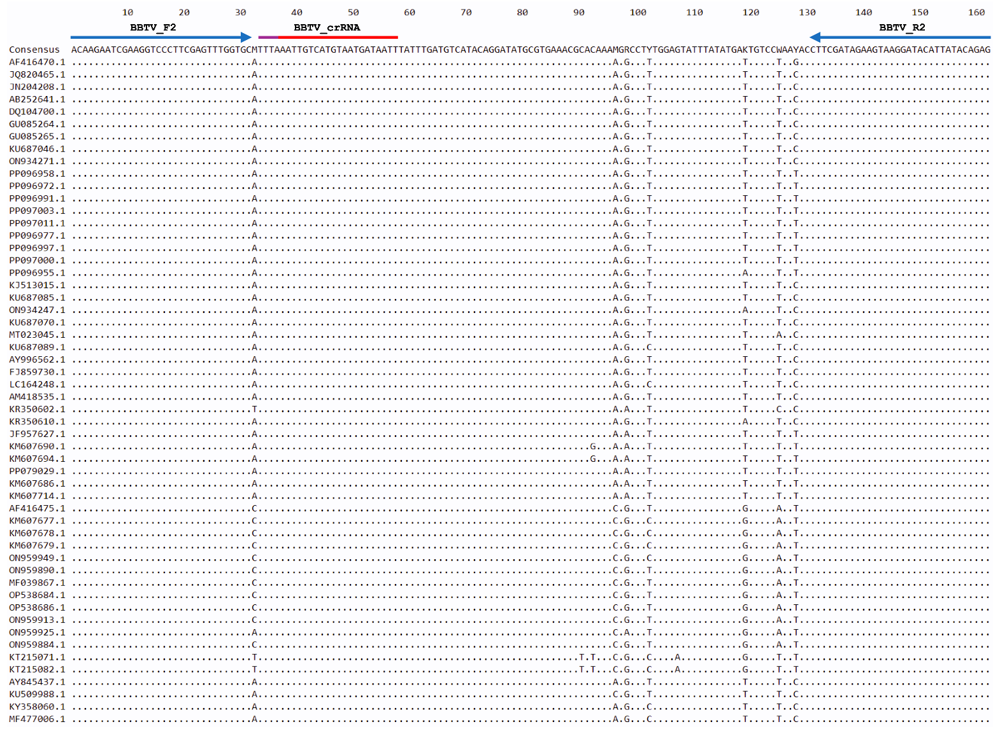 10 20 30 40 50 60 70 80 90 100 110 120 130 140 150 160
BBTV_F2 BBTV_crRNA BBTV_R2
Consensus ACAAGAATCGAAGGTCCCTTCGAGTTTGGTGCMTTTAAATTGTCATGTAATGATAATTTATTTGATGTCATACAGGATATGCGTGAAACGCACAAAMGRCCTYTGGAGTATTTATATGAKTGTCCWAAYACCTTCGATAGAAGTAAGGATACATTATACAGAG
AF416470.1 ................................A...............................................................A.G...T................T.....T..G..................................
JQ820465.1 ................................A...............................................................A.G...T................T.....T..C..................................
JN204208.1 ................................A...............................................................A.G...T................T.....T..C..................................
AB252641.1 ................................A...............................................................A.G...T................T.....T..C..................................
DQ104700.1 ................................A...............................................................A.G...T................T.....T..C..................................
GU085264.1 ................................A...............................................................A.G...T................T.....T..C..................................
GU085265.1 ................................A...............................................................A.G...T................T.....T..C..................................
KU687046.1 ................................A...............................................................A.G...T................T.....T..C..................................
ON934271.1 ................................A...............................................................A.G...T................T.....T..C..................................
PP096958.1 ................................A...............................................................A.G...T................T.....T..T..................................
PP096972.1 ................................A...............................................................A.G...T................T.....T..T..................................
PP096991.1 ................................A...............................................................A.G...T................T.....T..T..................................
PP097003.1 ................................A...............................................................A.G...T................T.....T..T..................................
PP097011.1 ................................A...............................................................A.G...T................T.....T..T..................................
PP096977.1 ................................A...............................................................A.G...T................T.....T..T..................................
PP096997.1 ................................A...............................................................A.G...T................T.....T..T..................................
PP097000.1 ................................A...............................................................A.G...T................T.....T..T..................................
PP096955.1 ................................A...............................................................A.G...T................A.....T..T..................................
KJ513015.1 ................................A...............................................................A.G...T................T.....T..C..................................
KU687085.1 ................................A...............................................................A.G...T................T.....T..C..................................
ON934247.1 ................................A...............................................................A.G...T................A.....T..C..................................
KU687070.1 ................................A...............................................................A.G...T................T.....T..C..................................
MT023045.1 ................................A...............................................................A.G...T................T.....A..C..................................
KU687089.1 ................................A...............................................................A.G...C................T.....T..C..................................
AY996562.1 ................................A...............................................................A.G...T................T.....T..C..................................
FJ859730.1 ................................A...............................................................A.G...T................T.....T..C..................................
LC164248.1 ................................A...............................................................A.G...C................T.....T..C..................................
AM418535.1 ................................A...............................................................A.G...T................T.....T..C..................................
KR350602.1 ................................T...............................................................A.A...T................T.....C..C..................................
KR350610.1 ................................A...............................................................A.G...T................A.....T..C..................................
JF957627.1 ................................A...............................................................A.A...T................T.....T..T..................................
KM607690.1 ................................A...........................................................G...A.A...T................T.....T..T..................................
KM607694.1 ................................A...........................................................G...A.A...T................T.....T..T..................................
PP079029.1 ................................A...............................................................A.A...T................T.....T..T..................................
KM607686.1 ................................A...............................................................A.A...T................T.....T..T..................................
KM607714.1 ................................A...............................................................A.A...T................T.....T..T..................................
AF416475.1 ................................C...............................................................C.G...T................G.....A..T..................................
KM607677.1 ................................C...............................................................C.G...C................G.....A..T..................................
KM607678.1 ................................C...............................................................C.G...C................G.....A..T..................................
KM607679.1 ................................C...............................................................C.G...C................G.....A..T..................................
ON959949.1 ................................C...............................................................C.G...C................G.....A..T..................................
ON959890.1 ................................C...............................................................C.G...T................G.....A..T..................................
MF039867.1 ................................C...............................................................C.G...T................G.....A..T..................................
OP538684.1 ................................C...............................................................C.G...T................G.....A..T..................................
OP538686.1 ................................C...............................................................C.G...T................G.....A..T..................................
ON959913.1 ................................C...............................................................C.G...T................G.....A..T..................................
ON959925.1 ................................A...............................................................C.A...T................G.....A..T..................................
ON959884.1 ................................C...............................................................C.G...T................G.....A..T..................................
KT215071.1 ................................T.........................................................T.T...C.G...C....A...........G.....T..T..................................
KT215082.1 ................................T.........................................................T.T...C.G...C....A...........G.....T..T..................................
AY845437.1 ................................A...............................................................A.G...T................T.....T..C..................................
KU509988.1 ................................A...............................................................C.G...T................T.....T..C..................................
KY358060.1 ................................A...............................................................A.G...C................T.....T..C..................................
MF477006.1 ................................A...............................................................A.G...C................T.....T..C..................................